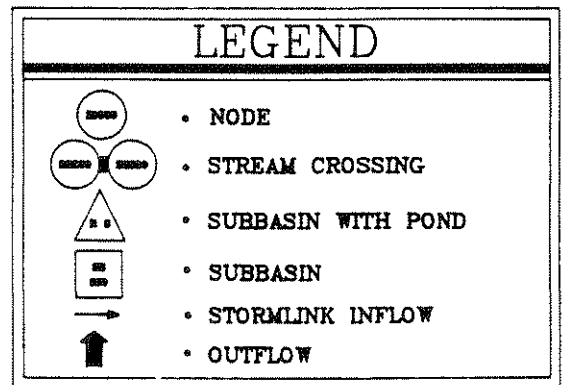 LEGEND
• NODE
• STREAM CROSSING
• SUBBASIN WITH POND
• SUBBASIN
• STORMLINK INFLOW
• OUTFLOW